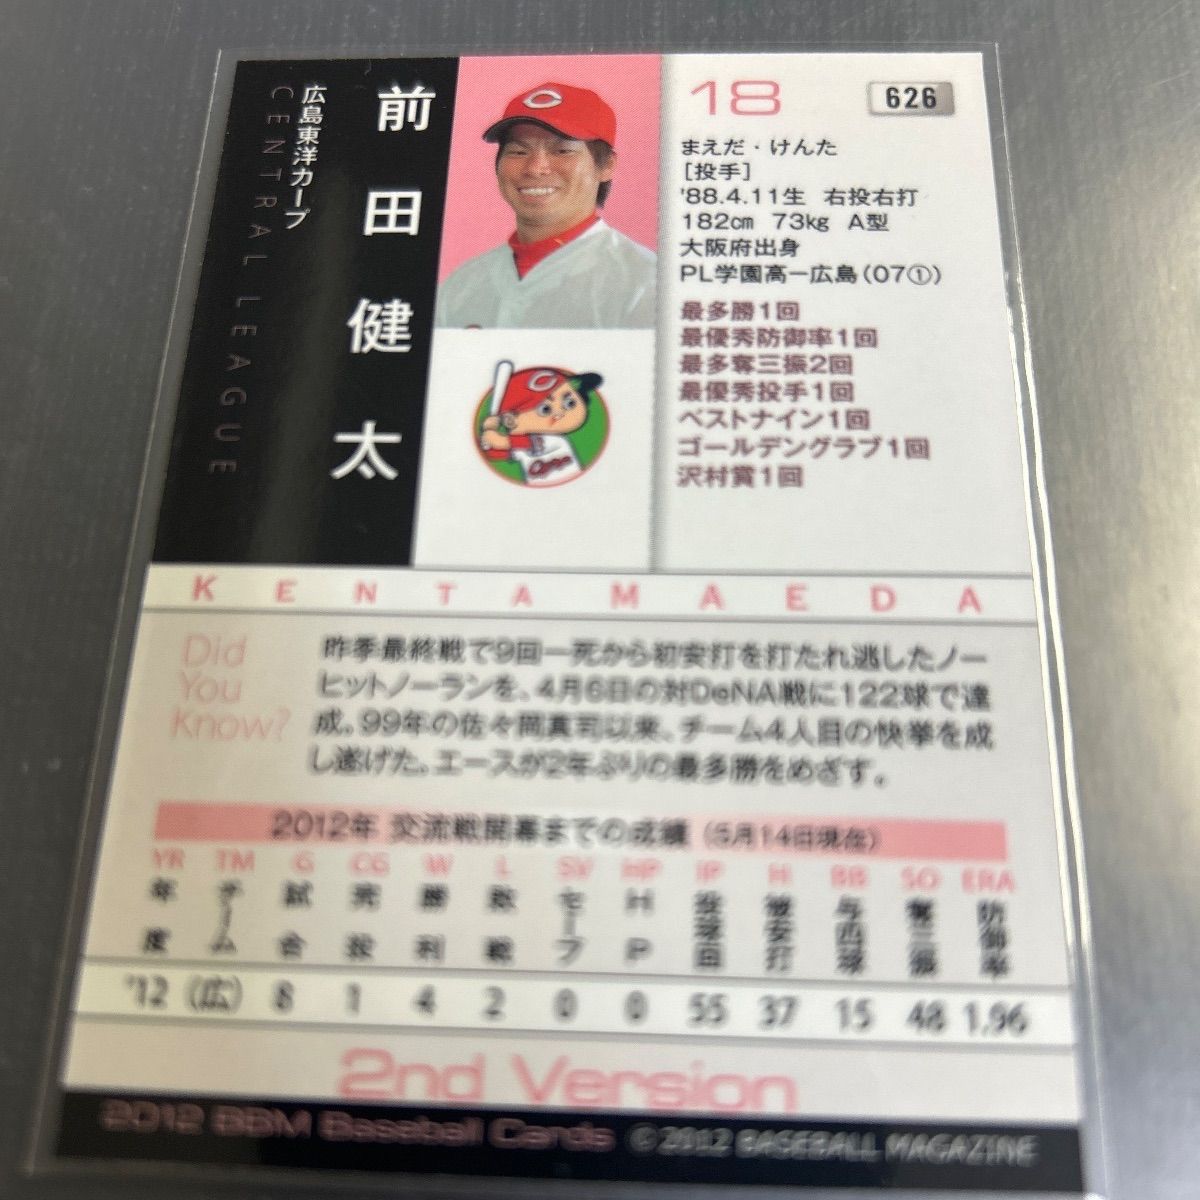 前田健太
広島東洋カープ
CENTRAL LEAGUE
18
626
まえだ・けんた
[投手]
'88.4.11生 右投右打
182cm 73kg A型
大阪府出身
PL学園高ー広島(07①)
最多勝1回
最優秀防御率1回
最多奪三振2回
最優秀投手1回
ベストナイン1回
ゴールデングラブ1回
沢村賞1回
C
C
Carp
KENTA MAEDA
Did
You
Know?
昨季最終戦で9回一死から初安打を打たれ逃したノー
ヒットノーランを、4月6日の対DeNA戦に122球で達
成。99年の佐々岡真司以来、チーム4人目の快挙を成
し遂げた。エースが2年ぶりの最多勝をめざす。
2012年 交流戦開幕までの成績 (5月14日現在)
YR TM G CG W L SV HP IP H BB SO ERA
年度 チーム 試合 完投 勝利 敗戦 セーブ HP 投球回 被安打 与四球 奪三振 防御率
'12 (広) 8 1 4 2 0 0 55 37 15 48 1.96
2nd Version
2012 BBM Baseball Cards © 2012 BASEBALL MAGAZINE